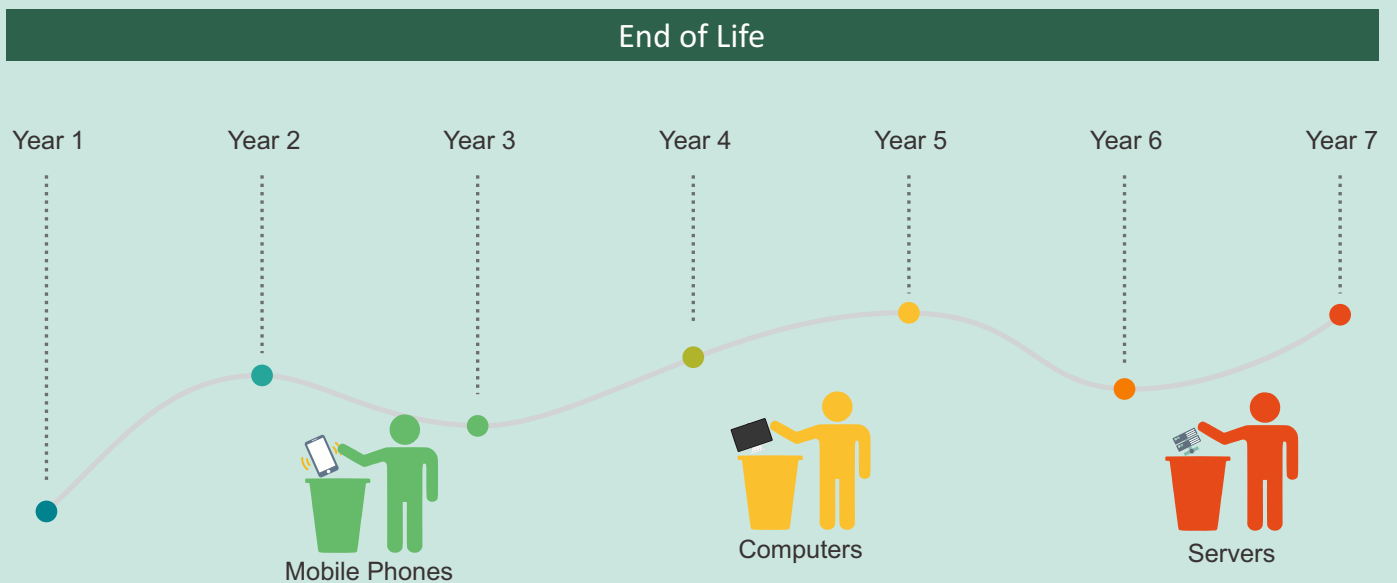 End of Life
Year 1 Year 2 Year 3 Year 4 Year 5 Year 6 Year 7
Mobile Phones
Computers
Servers